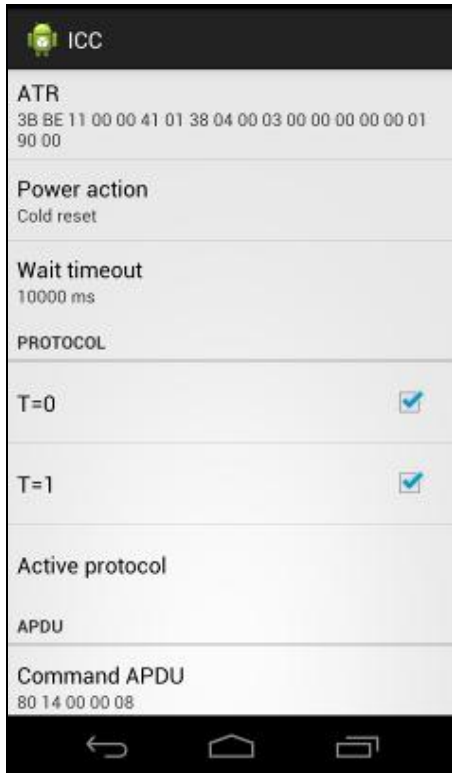 ICC
ATR
3B BE 11 00 00 41 01 38 04 00 03 00 00 00 00 00 01
90 00
Power action
Cold reset
Wait timeout
10000 ms
PROTOCOL
T=0
T=1
Active protocol
APDU
Command APDU
80 14 00 00 08